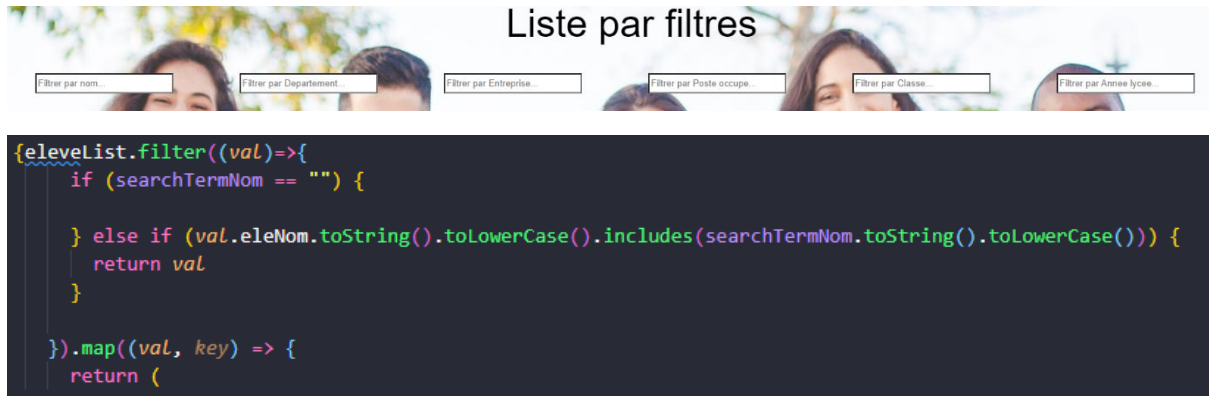 Liste par filtres
Filtrer par nom... Filtrer par Departement... Filtrer par Entreprise... Filtrer par Poste occupe... Filtrer par Classe... Filtrer par Annee lycee...
{eleveList.filter((val)=>{
if (searchTermNom == "") {
} else if (val.eleNom.toString().toLowerCase().includes(searchTermNom.toString().toLowerCase())) {
return val
}
}).map((val, key) => {
return (